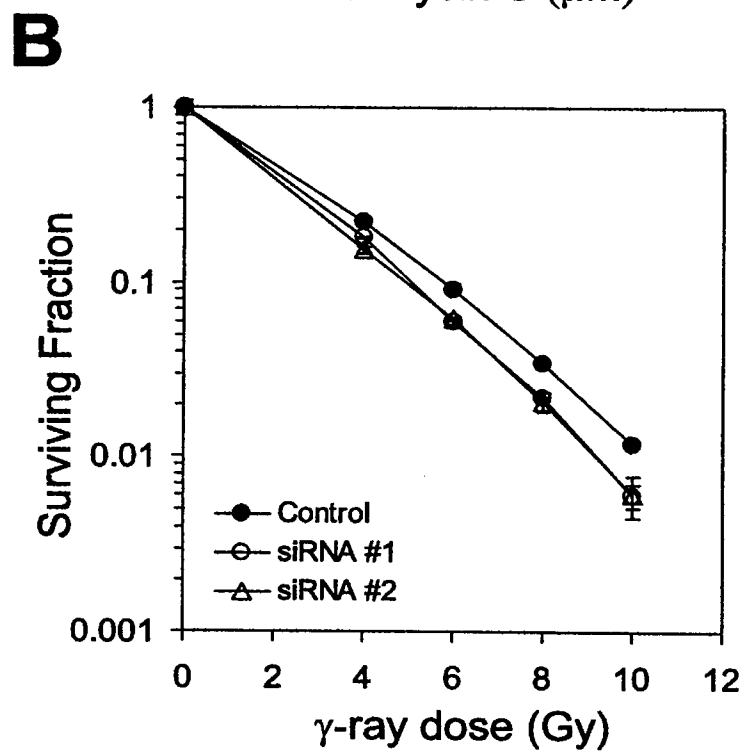 B
1
0.1
0.01
0.001
Surviving Fraction
Control
siRNA #1
siRNA #2
0 2 4 6 8 10 12
γ-ray dose (Gy)